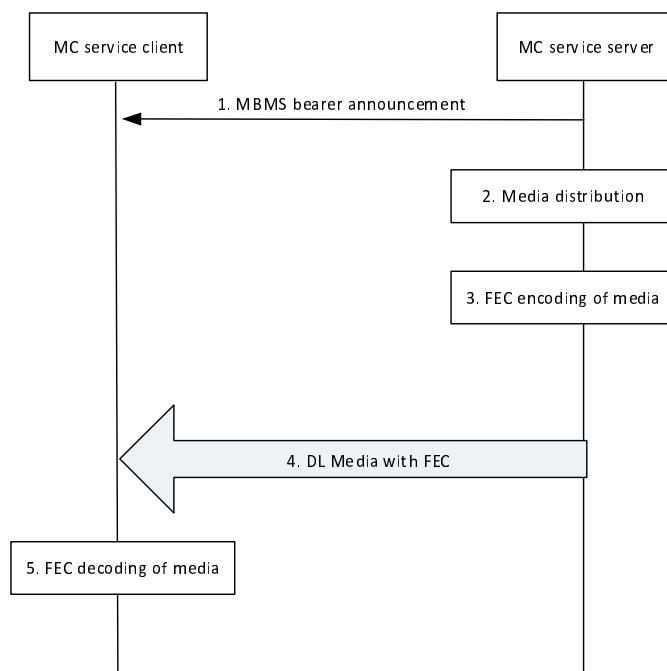 MC service client
MC service server
1. MBMS bearer announcement
2. Media distribution
3. FEC encoding of media
4. DL Media with FEC
5. FEC decoding of media